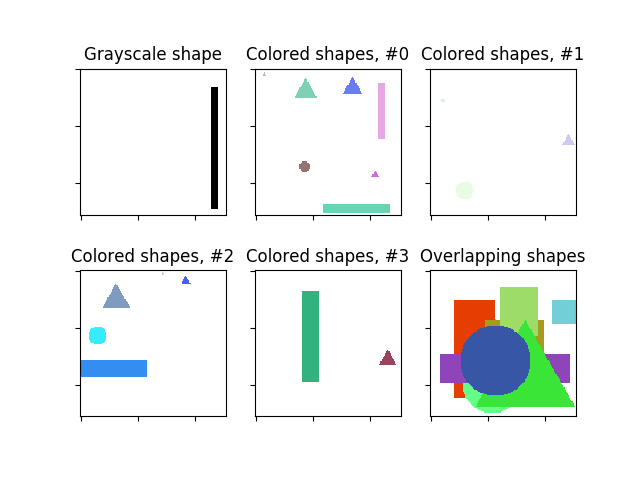 Grayscale shape
Colored shapes, #0
Colored shapes, #1
Colored shapes, #2
Colored shapes, #3
Overlapping shapes